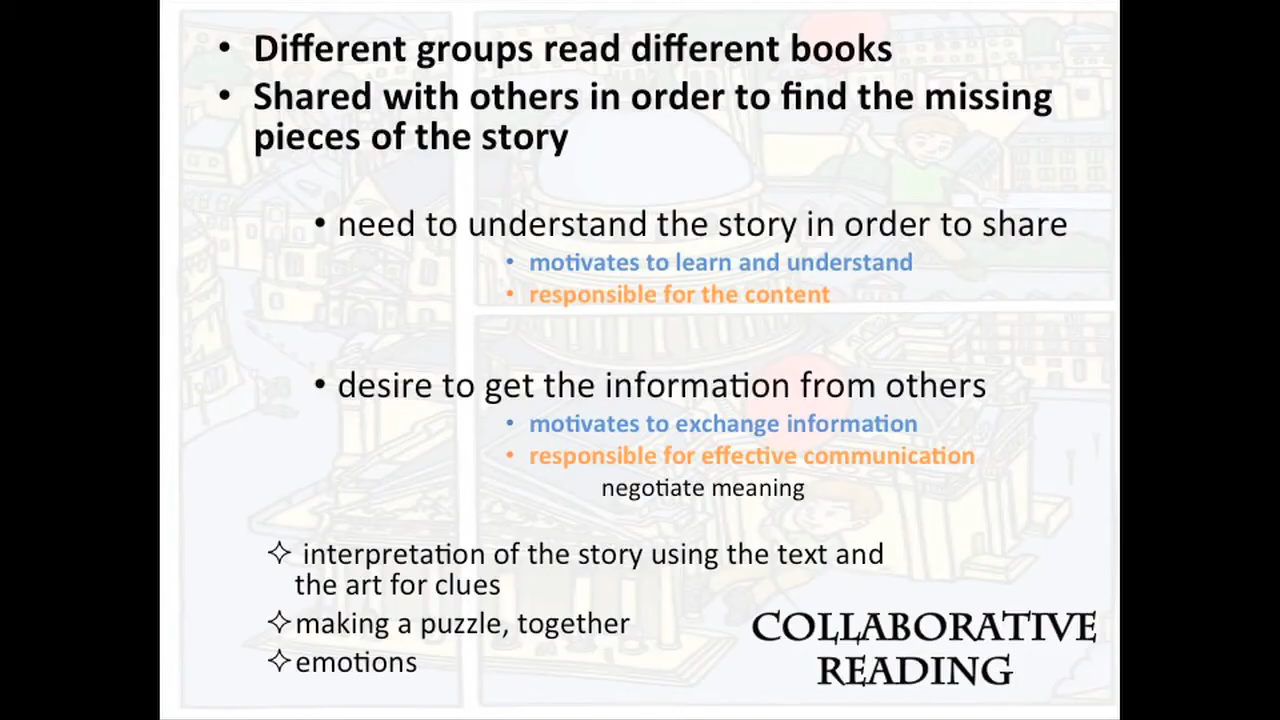 • Different groups read different books
• Shared with others in order to find the missing
pieces of the story
• need to understand the story in order to share
• motivates to learn and understand
• responsible for the content
• desire to get the information from others
• motivates to exchange information
• responsible for effective communication
negotiate meaning
✧ interpretation of the story using the text and
the art for clues
✧ making a puzzle, together
✧ emotions
COLLABORATIVE
READING